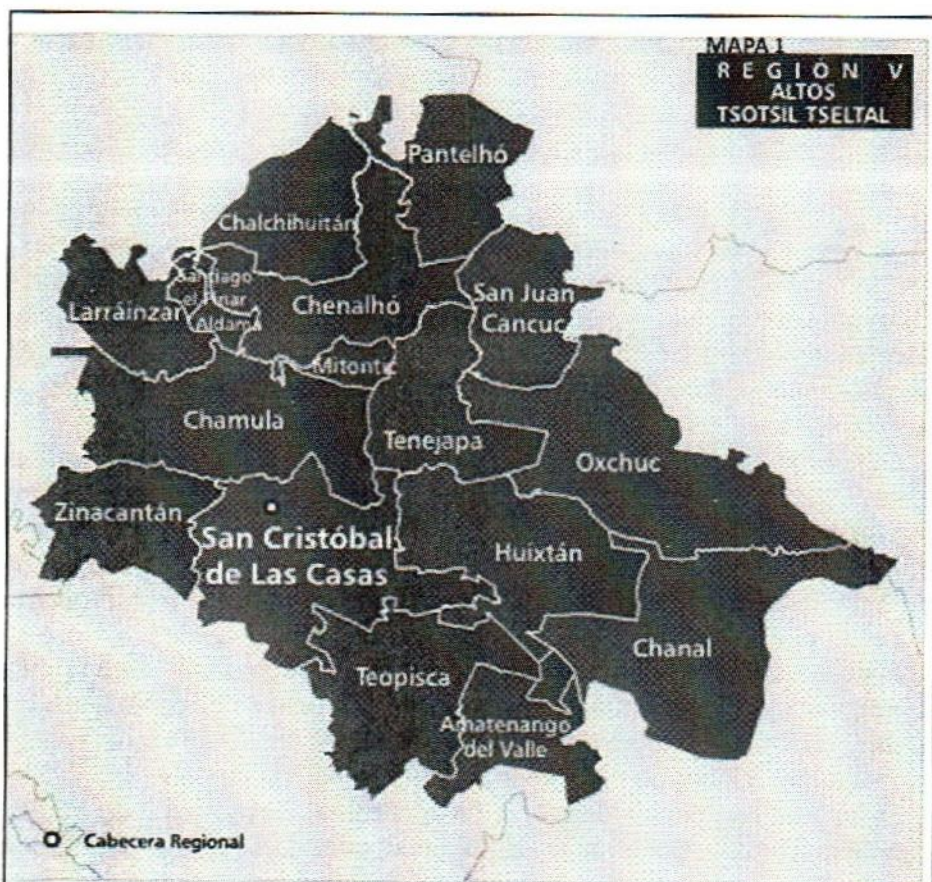 MAPA 1
REGIÓN V
ALTOS
TSOTSIL TSELTAL
Pantelhó
Chalchihuitán
Santiago
el Pinar
Larráinzar
Aldama
Chenalhó
San Juan
Cancuc
Mitontic
Chamula
Tenejapa
Oxchuc
Zinacantán
San Cristóbal
de Las Casas
Huixtán
Chanal
Teopisca
Amatenango
del Valle
Cabecera Regional